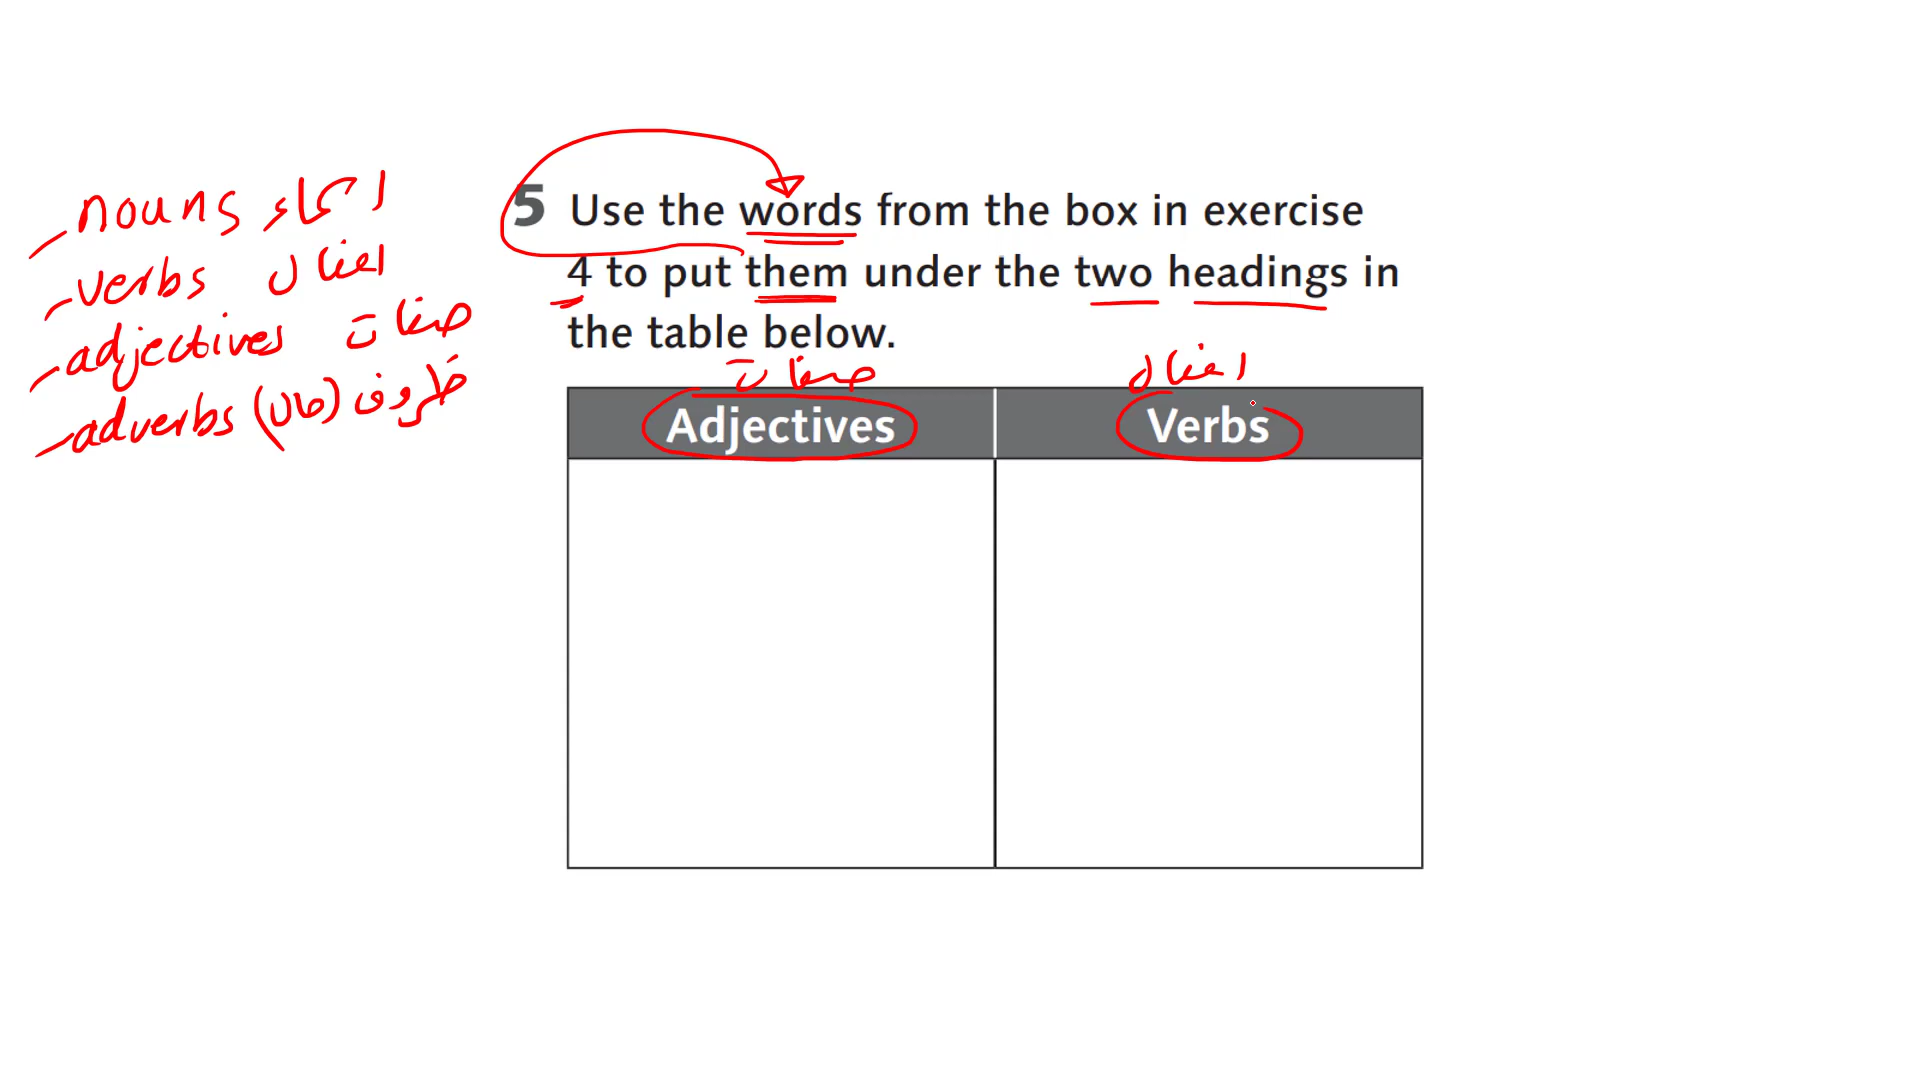 nouns اسماء
verbs افعال
adjectives صفات
adverbs (حال) ظروف
5 Use the words from the box in exercise
4 to put them under the two headings in
the table below.
صفات افعال
Adjectives Verbs